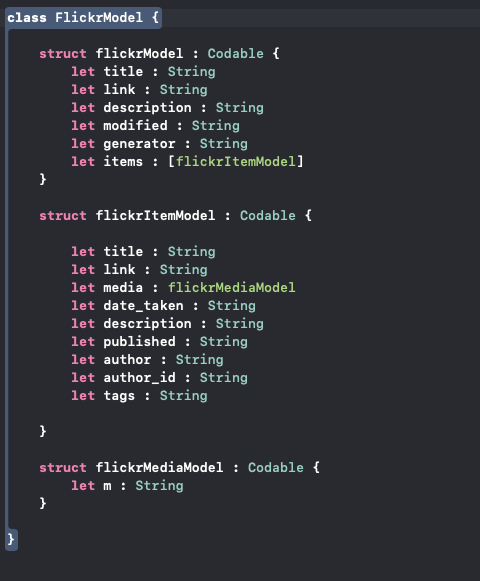 class FlickrModel {
struct flickrModel : Codable {
let title : String
let link : String
let description : String
let modified : String
let generator : String
let items : [flickrItemModel]
}
struct flickrItemModel : Codable {
let title : String
let link : String
let media : flickrMediaModel
let date_taken : String
let description : String
let published : String
let author : String
let author_id : String
let tags : String
}
struct flickrMediaModel : Codable {
let m : String
}
}